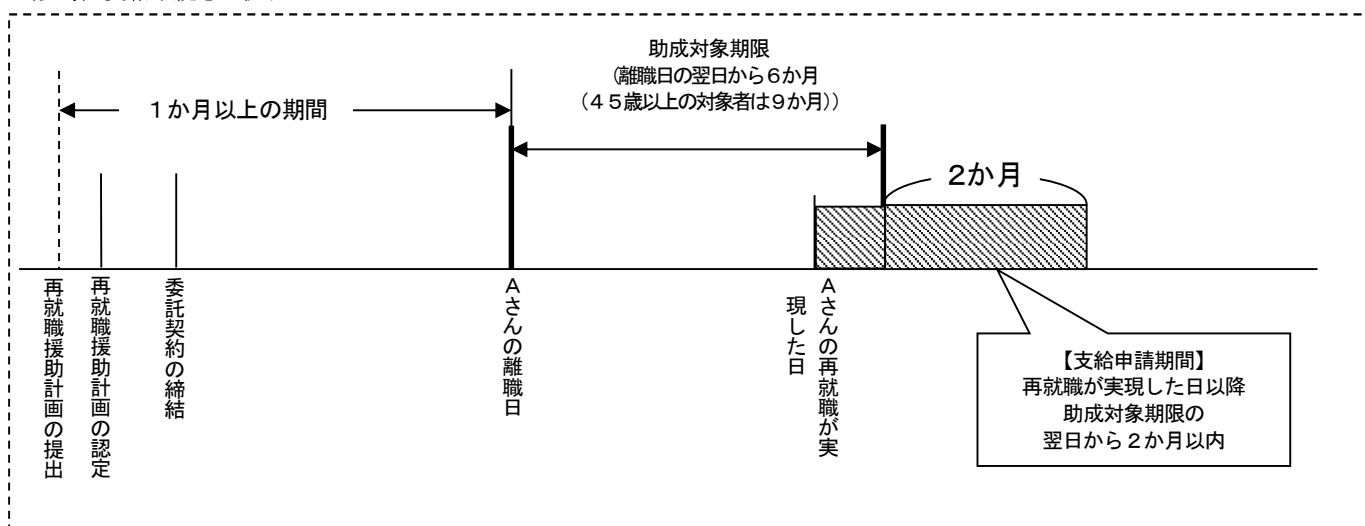 助成対象期限
（離職日の翌日から６か月
（４５歳以上の対象者は９か月））
１か月以上の期間
２か月
再就職援助計画の提出
再就職援助計画の認定
委託契約の締結
Ａさんの離職日
Ａさんの再就職が実
現した日
【支給申請期間】
再就職が実現した日以降
助成対象期限の
翌日から２か月以内